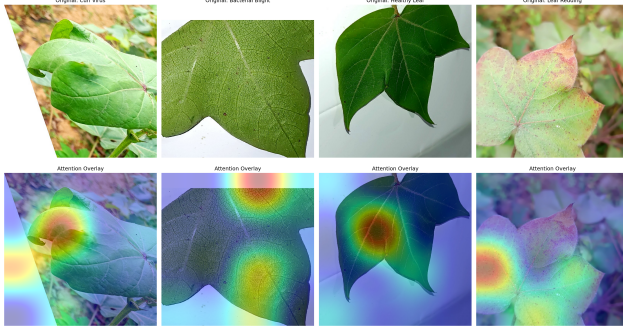 Original: Curl Virus
Original: Bacterial Blight
Original: Healthy Leaf
Original: Leaf Redding
Attention Overlay
Attention Overlay
Attention Overlay
Attention Overlay